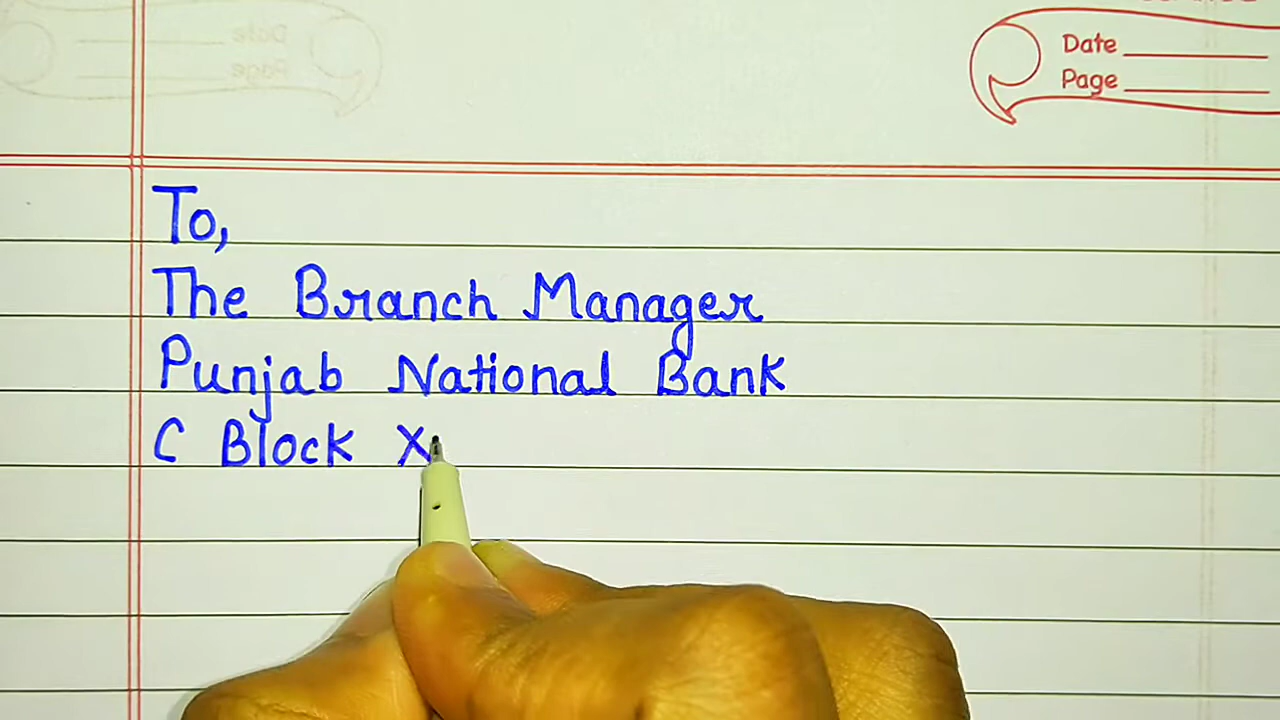 Date
Page
To,
The Branch Manager
Punjab National Bank
C Block X